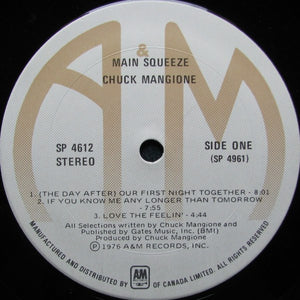 A&M
MAIN SQUEEZE
CHUCK MANGIONE
SP 4612
STEREO
SIDE ONE
(SP 4961)
1. (THE DAY AFTER) OUR FIRST NIGHT TOGETHER - 8:01
2. IF YOU KNOW ME ANY LONGER THAN TOMORROW
- 7:55
3. LOVE THE FEELIN' - 4:44
All Selections written by Chuck Mangione and
Published by Gates Music, Inc. (BMI)
Produced by Chuck Mangione
Ⓟ 1976 A&M RECORDS, INC.
A&M
MANUFACTURED AND DISTRIBUTED BY A&M RECORDS OF CANADA LIMITED. ALL RIGHTS RESERVED.